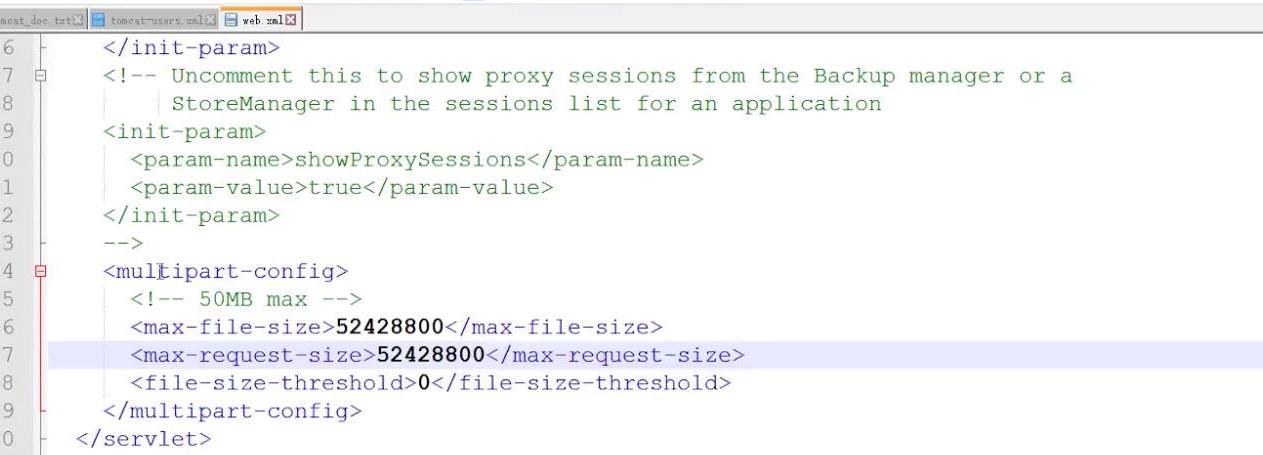 mcat_doc.txt tomcat-users.xml web.xml
6 </init-param>
7 <!-- Uncomment this to show proxy sessions from the Backup manager or a
8 StoreManager in the sessions list for an application
9 <init-param>
0 <param-name>showProxySessions</param-name>
1 <param-value>true</param-value>
2 </init-param>
3 -->
4 <multipart-config>
5 <!-- 50MB max -->
6 <max-file-size>52428800</max-file-size>
7 <max-request-size>52428800</max-request-size>
8 <file-size-threshold>0</file-size-threshold>
9 </multipart-config>
0 </servlet>